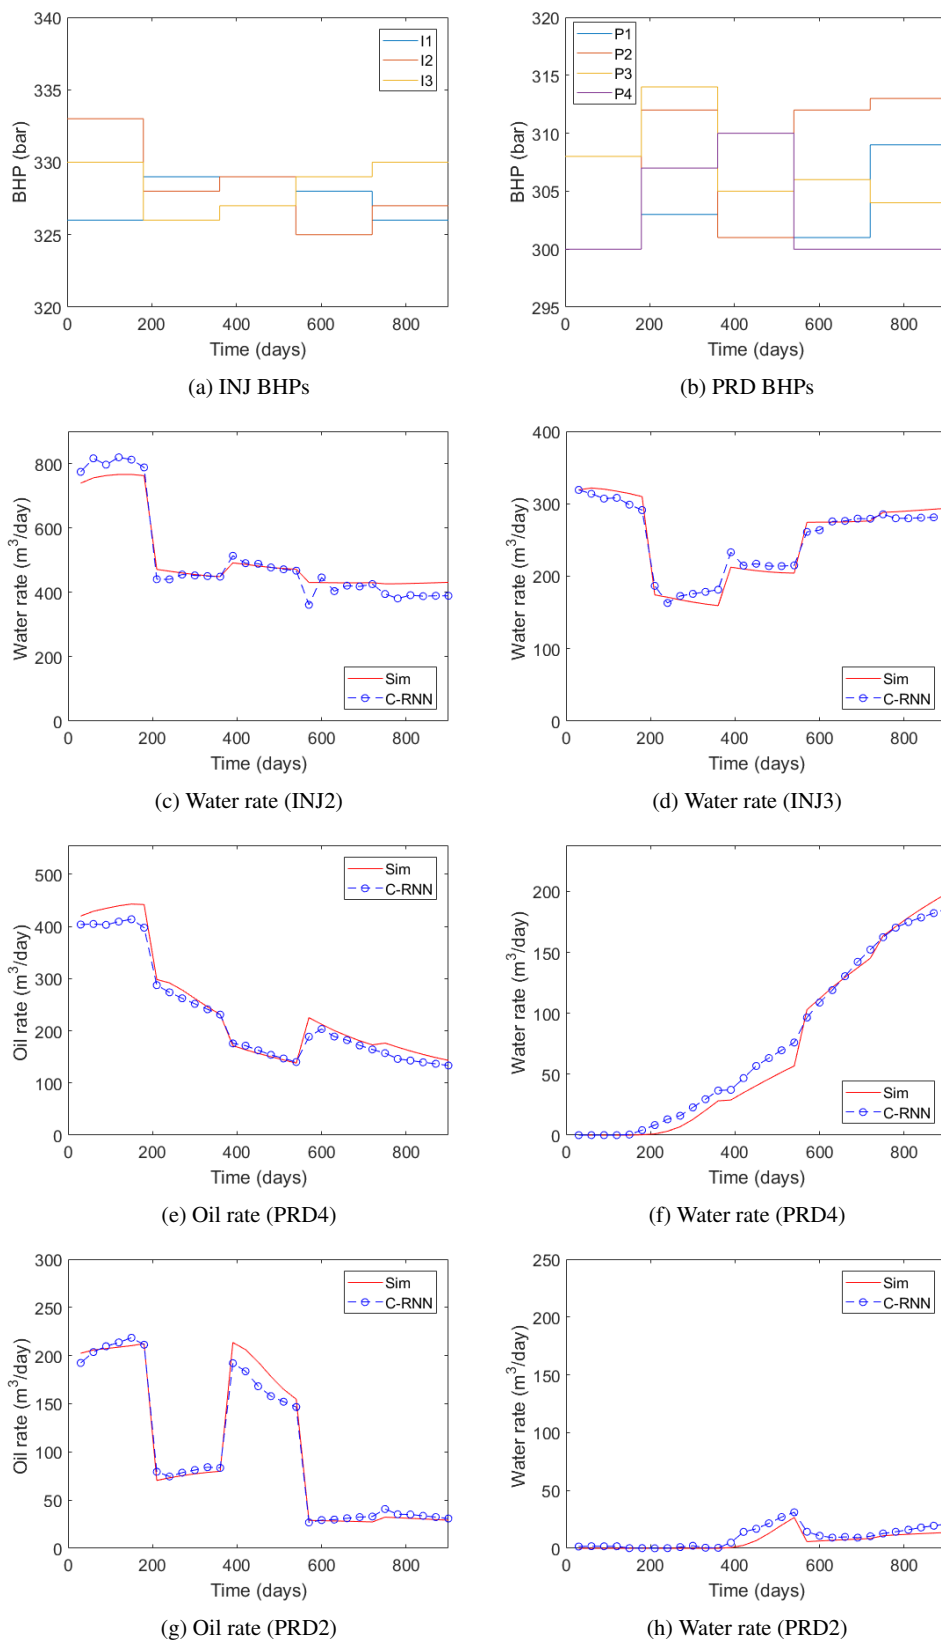 340
335
330
325
320
BHP (bar)
I1
I2
I3
0 200 400 600 800
Time (days)
(a) INJ BHPs
320
315
310
305
300
295
BHP (bar)
P1
P2
P3
P4
0 200 400 600 800
Time (days)
(b) PRD BHPs
800
600
400
200
0
Water rate (m³/day)
Sim
C-RNN
0 200 400 600 800
Time (days)
(c) Water rate (INJ2)
400
300
200
100
0
Water rate (m³/day)
Sim
C-RNN
0 200 400 600 800
Time (days)
(d) Water rate (INJ3)
500
400
300
200
100
0
Oil rate (m³/day)
Sim
C-RNN
0 200 400 600 800
Time (days)
(e) Oil rate (PRD4)
200
150
100
50
0
Water rate (m³/day)
Sim
C-RNN
0 200 400 600 800
Time (days)
(f) Water rate (PRD4)
300
250
200
150
100
50
0
Oil rate (m³/day)
Sim
C-RNN
0 200 400 600 800
Time (days)
(g) Oil rate (PRD2)
250
200
150
100
50
0
Water rate (m³/day)
Sim
C-RNN
0 200 400 600 800
Time (days)
(h) Water rate (PRD2)